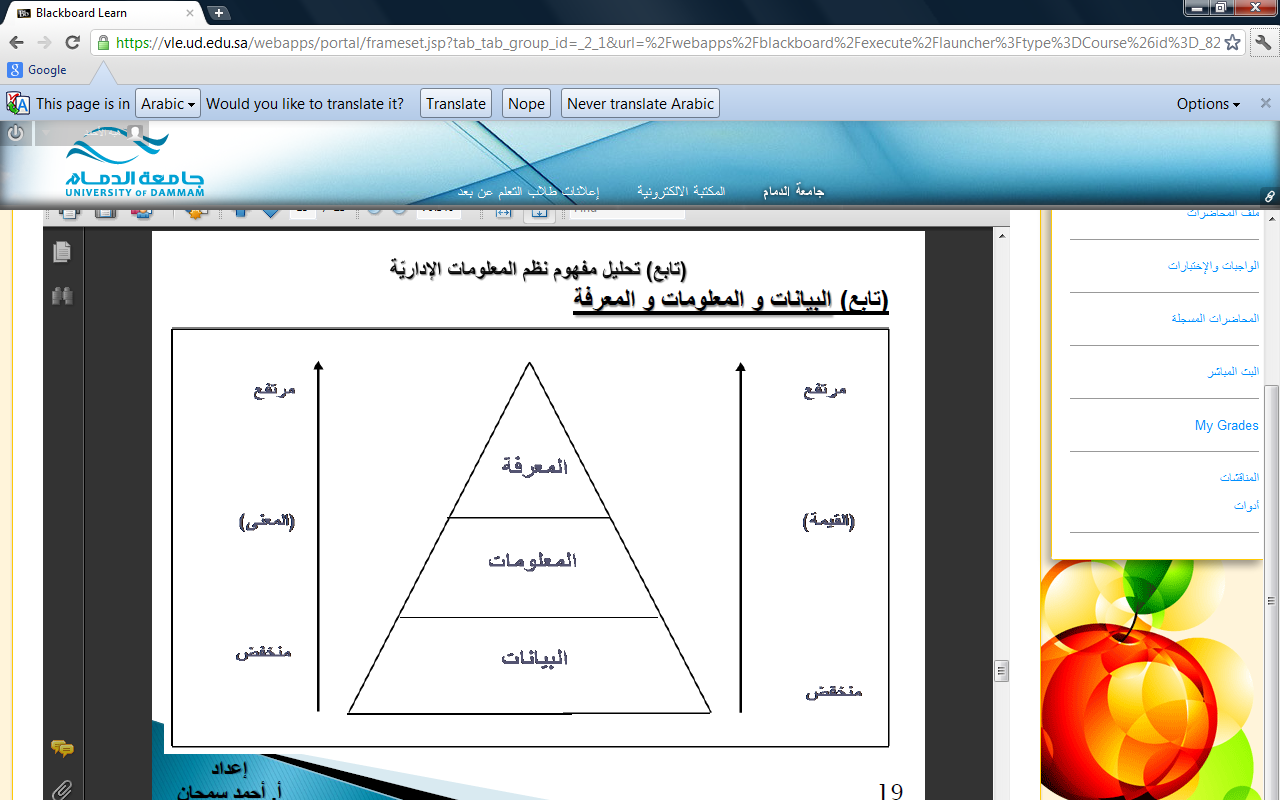 Blackboard Learn
https://vle.ud.edu.sa/webapps/portal/frameset.jsp?tab_tab_group_id=_2_1&url=%2Fwebapps%2Fblackboard%2Fexecute%2Flauncher%3Ftype%3DCourse%26id%3D_82
Google
This page is in Arabic Would you like to translate it? Translate Nope Never translate Arabic Options
جامعة الدمام
UNIVERSITY OF DAMMAM
جامعة الدمام المكتبة الالكترونية إعلانات طلاب التعلم عن بعد
Find
ملف المحاضرات
الواجبات والإختبارات
المحاضرات المسجلة
البث المباشر
My Grades
المناقشات
أدوات
(تابع) تحليل مفهوم نظم المعلومات الإداريّة
(تابع) البيانات و المعلومات و المعرفة
مرتفع
(القيمة)
منخفض
المعرفة
المعلومات
البيانات
مرتفع
(المعنى)
منخفض
إعداد
أ. أحمد سمحان
19